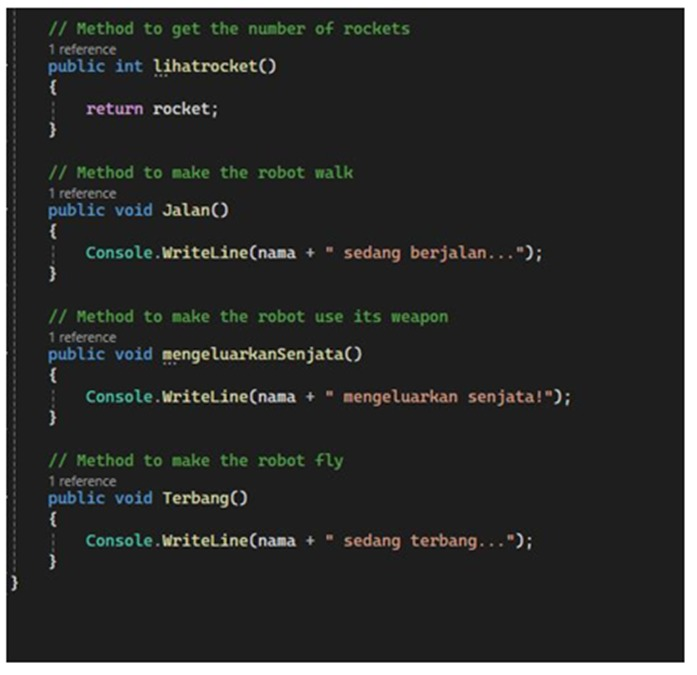 // Method to get the number of rockets
1 reference
public int lihatrocket()
{
return rocket;
}
// Method to make the robot walk
1 reference
public void Jalan()
{
Console.WriteLine(nama + " sedang berjalan...");
}
// Method to make the robot use its weapon
1 reference
public void mengeluarkanSenjata()
{
Console.WriteLine(nama + " mengeluarkan senjata!");
}
// Method to make the robot fly
1 reference
public void Terbang()
{
Console.WriteLine(nama + " sedang terbang...");
}
}